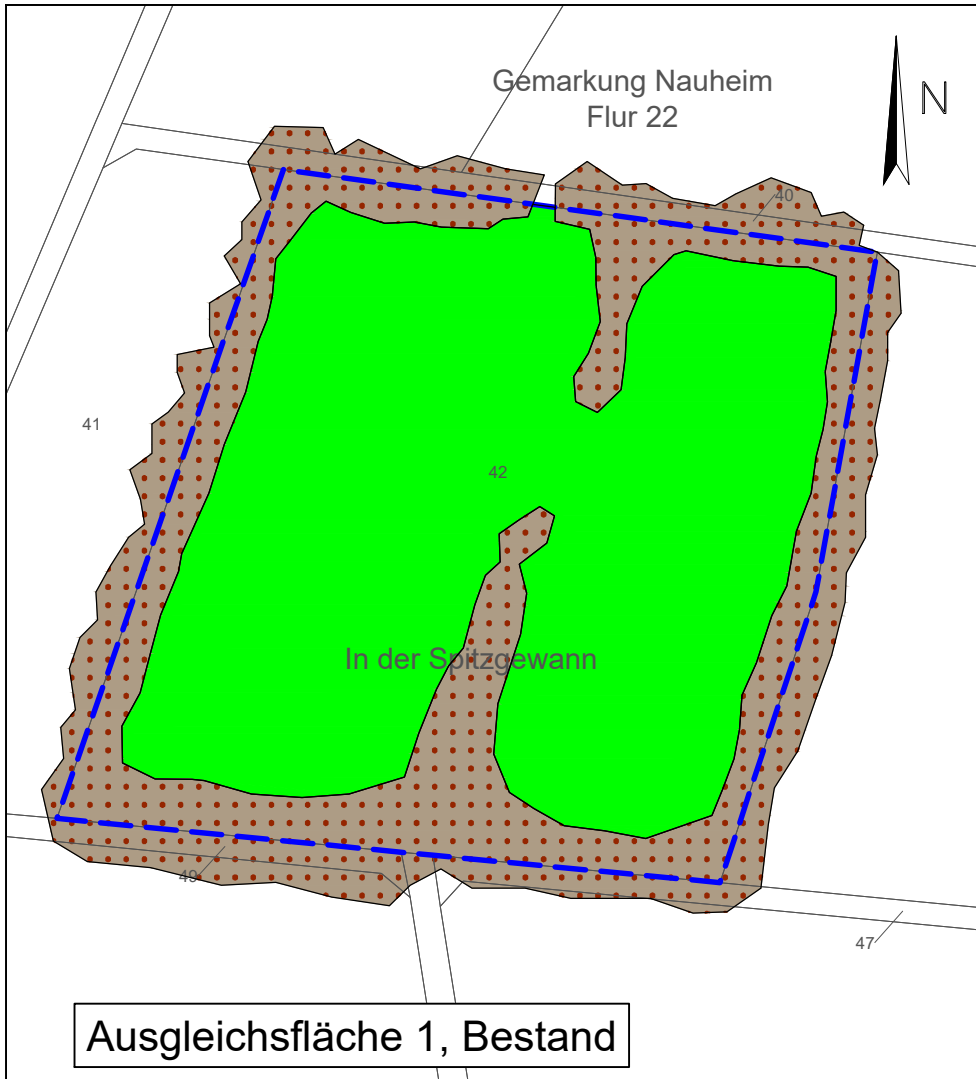 Gemarkung Nauheim
Flur 22
N
40
41
42
In der Spitzgewann
49
47
Ausgleichsfläche 1, Bestand